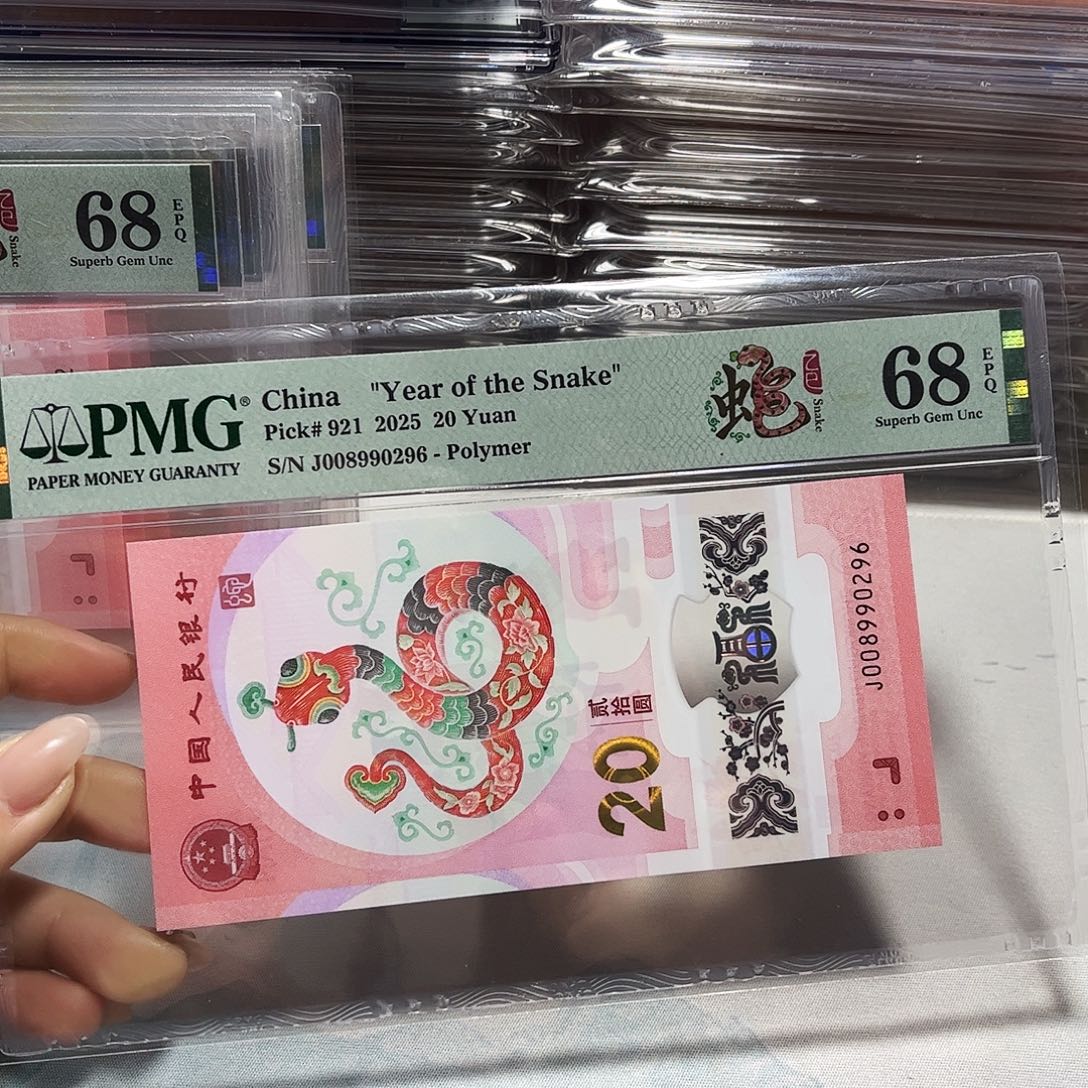 68
EPQ
Superb Gem Unc
Snake
PMG®
PAPER MONEY GUARANTY
China "Year of the Snake"
Pick# 921 2025 20 Yuan
S/N J008990296 - Polymer
蛇
Snake
68
EPQ
Superb Gem Unc
中国人民银行
贰拾圆
20
福
J008990296